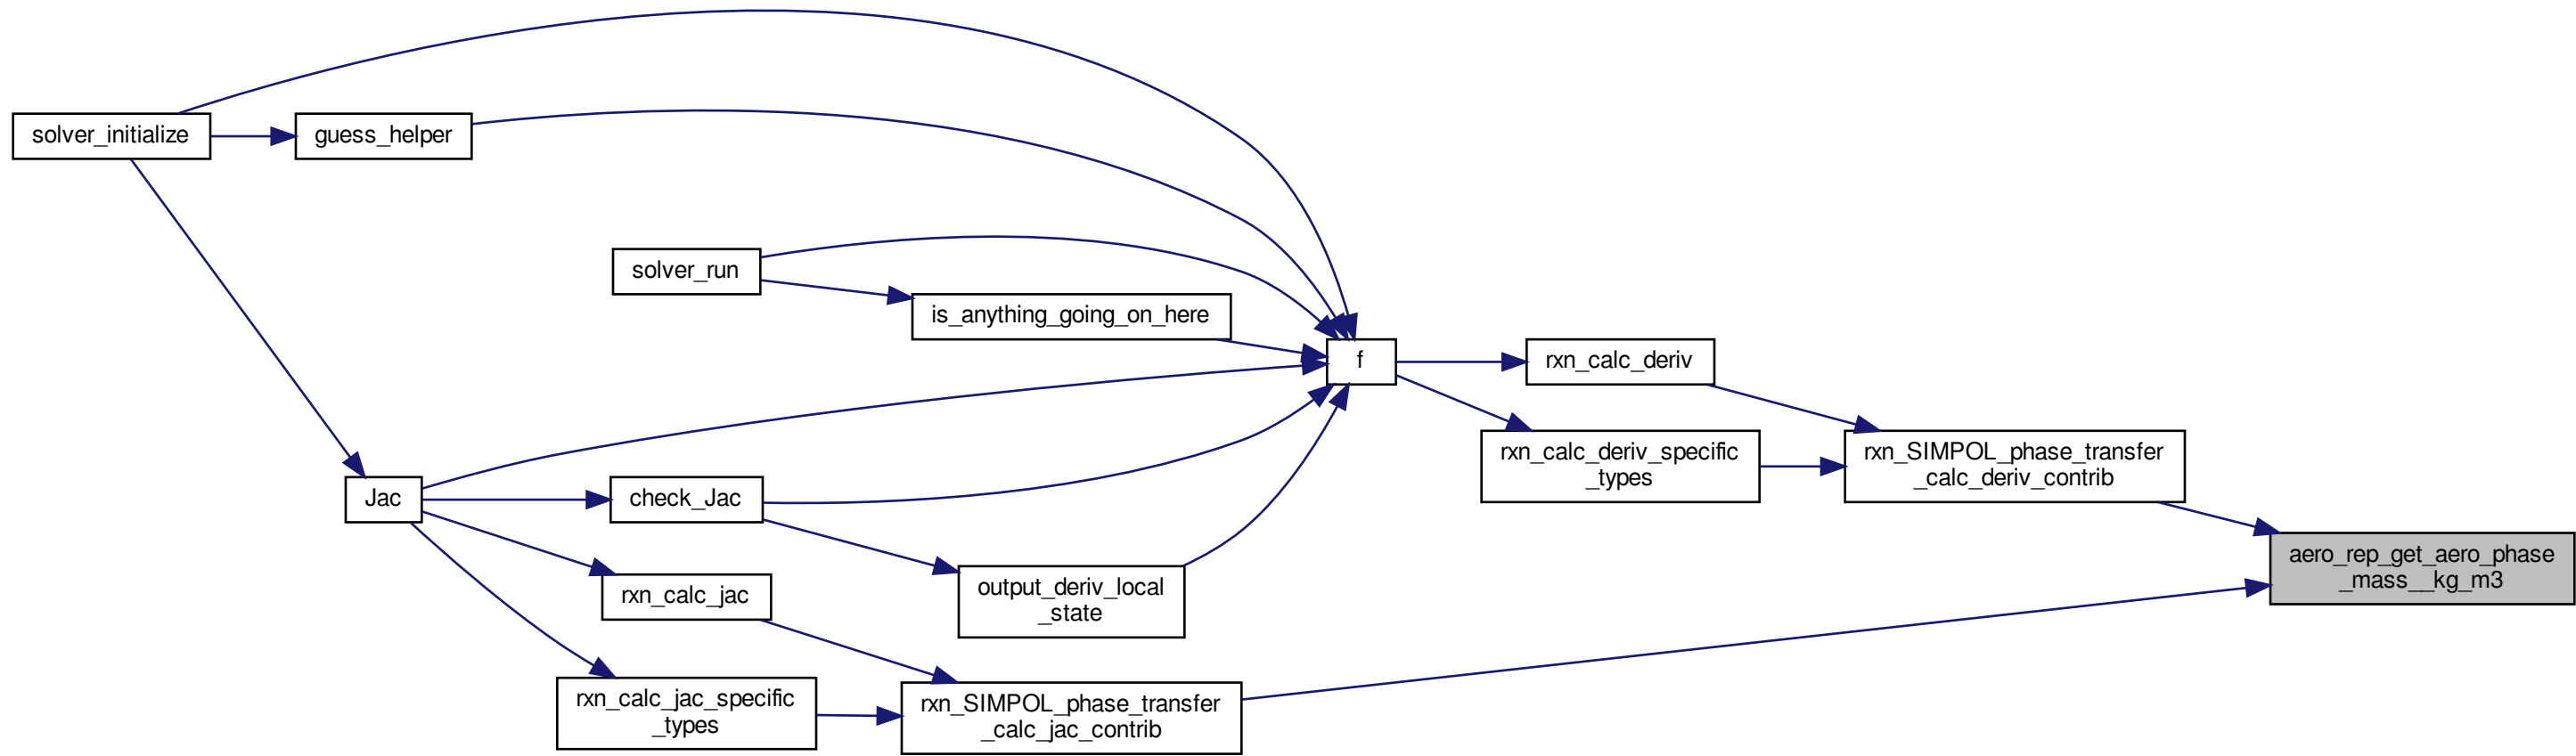 solver_initialize
guess_helper
solver_run
is_anything_going_on_here
f
rxn_calc_deriv
rxn_calc_deriv_specific
_types
rxn_SIMPOL_phase_transfer
_calc_deriv_contrib
Jac
check_Jac
aero_rep_get_aero_phase
_mass__kg_m3
rxn_calc_jac
output_deriv_local
_state
rxn_calc_jac_specific
_types
rxn_SIMPOL_phase_transfer
_calc_jac_contrib